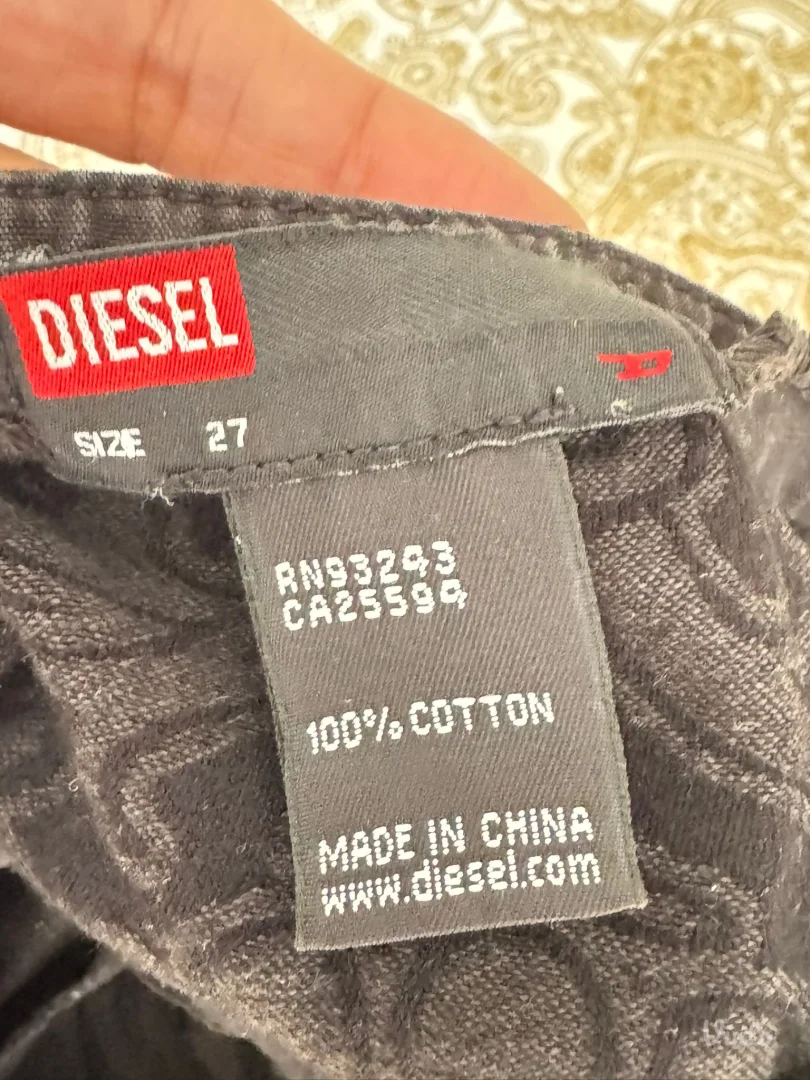 DIESEL
SIZE 27
RN93243
CA25594
100% COTTON
MADE IN CHINA
www.diesel.com